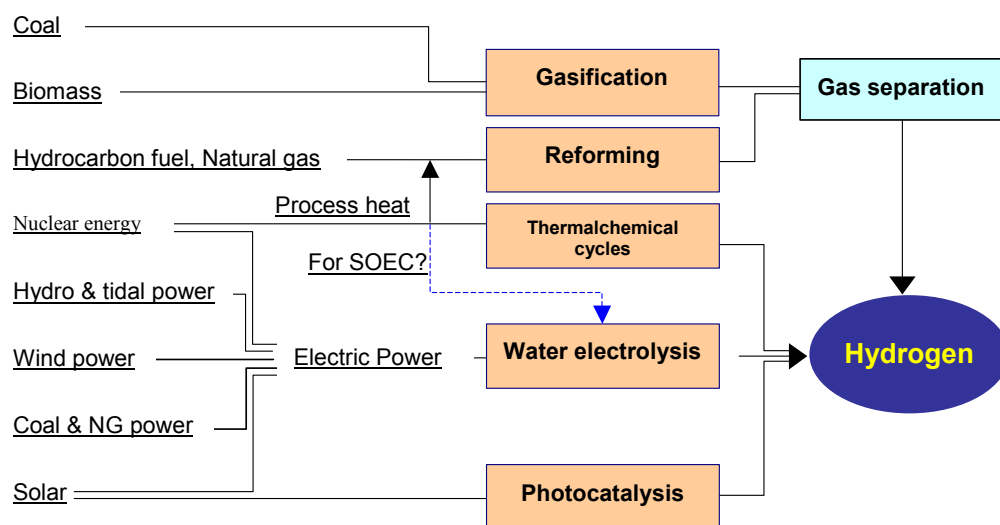 Coal
Gasification
Gas separation
Biomass
Hydrocarbon fuel, Natural gas
Reforming
Process heat
Nuclear energy
Thermalchemical
cycles
For SOEC?
Hydro & tidal power
Wind power
Electric Power
Water electrolysis
Hydrogen
Coal & NG power
Solar
Photocatalysis